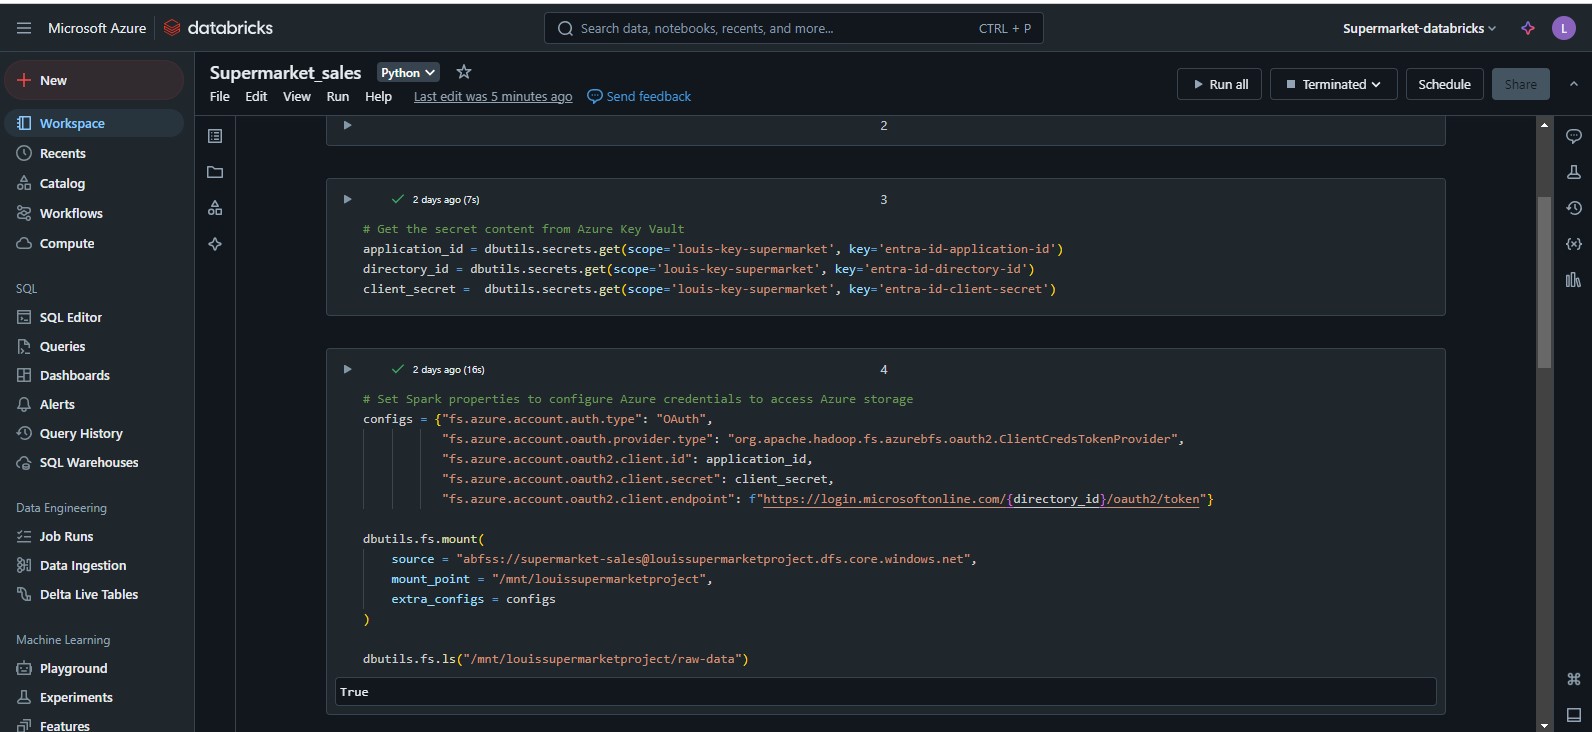 Microsoft Azure databricks Search data, notebooks, recents, and more... CTRL + P Supermarket-databricks L
New
Workspace
Recents
Catalog
Workflows
Compute
SQL
SQL Editor
Queries
Dashboards
Alerts
Query History
SQL Warehouses
Data Engineering
Job Runs
Data Ingestion
Delta Live Tables
Machine Learning
Playground
Experiments
Features
Supermarket_sales Python
File Edit View Run Help Last edit was 5 minutes ago Send feedback
Run all Terminated Schedule Share
2
2 days ago (7s) 3
# Get the secret content from Azure Key Vault
application_id = dbutils.secrets.get(scope='louis-key-supermarket', key='entra-id-application-id')
directory_id = dbutils.secrets.get(scope='louis-key-supermarket', key='entra-id-directory-id')
client_secret =  dbutils.secrets.get(scope='louis-key-supermarket', key='entra-id-client-secret')
2 days ago (16s) 4
# Set Spark properties to configure Azure credentials to access Azure storage
configs = {"fs.azure.account.auth.type": "OAuth",
"fs.azure.account.oauth.provider.type": "org.apache.hadoop.fs.azurebfs.oauth2.ClientCredsTokenProvider",
"fs.azure.account.oauth2.client.id": application_id,
"fs.azure.account.oauth2.client.secret": client_secret,
"fs.azure.account.oauth2.client.endpoint": f"https://login.microsoftonline.com/{directory_id}/oauth2/token"}
dbutils.fs.mount(
source = "abfss://supermarket-sales@louissupermarketproject.dfs.core.windows.net",
mount_point = "/mnt/louissupermarketproject",
extra_configs = configs
)
dbutils.fs.ls("/mnt/louissupermarketproject/raw-data")
True